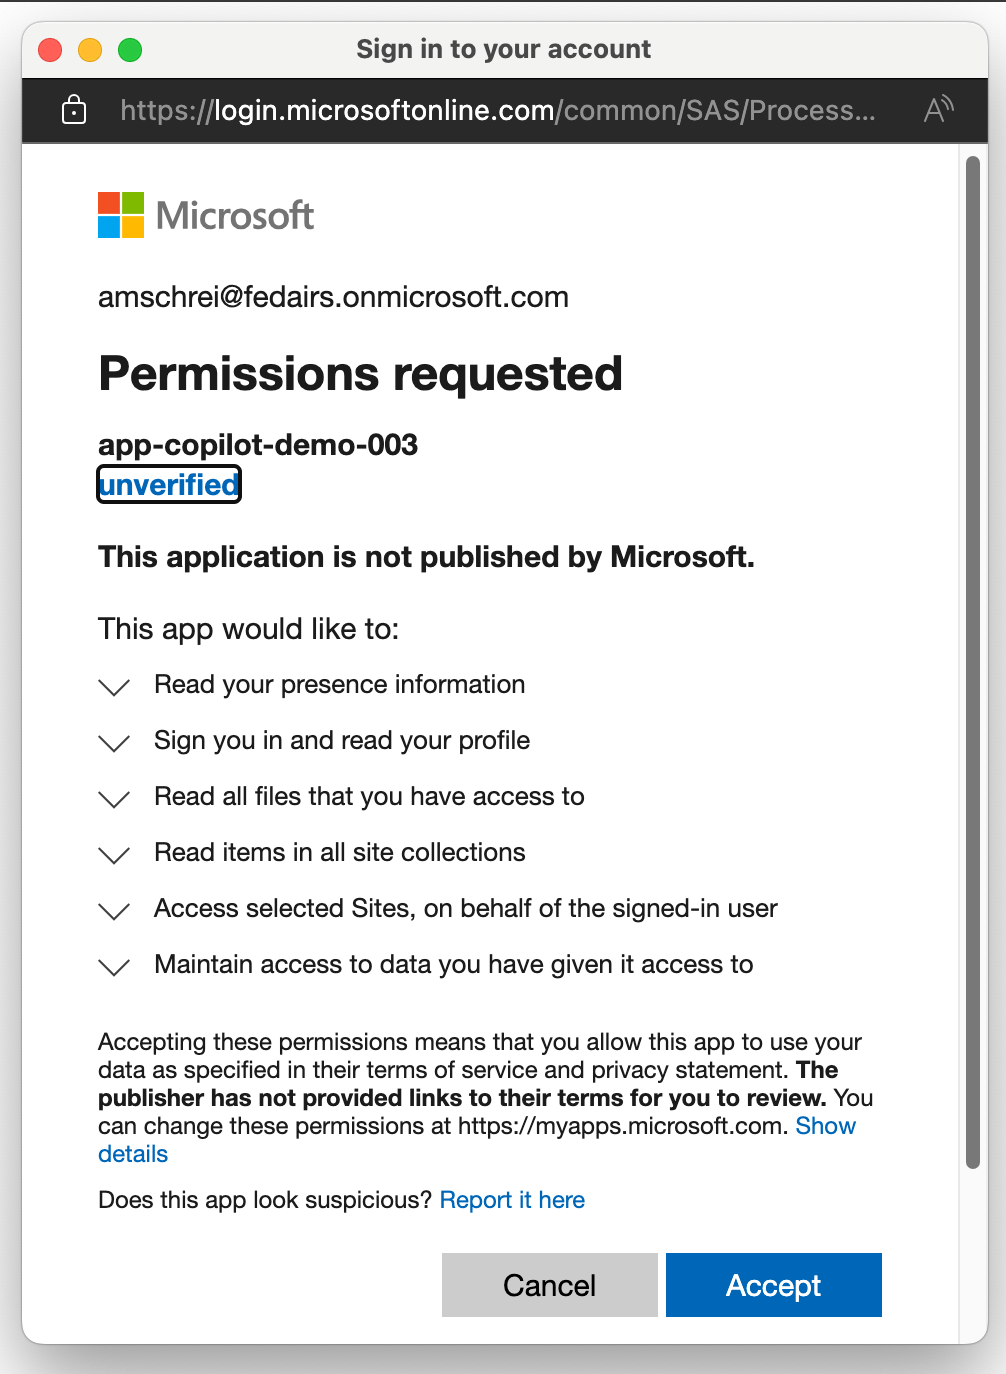 Sign in to your account
https://login.microsoftonline.com/common/SAS/Process...
A
Microsoft
amschrei@fedairs.onmicrosoft.com
Permissions requested
app-copilot-demo-003
unverified
This application is not published by Microsoft.
This app would like to:
Read your presence information
Sign you in and read your profile
Read all files that you have access to
Read items in all site collections
Access selected Sites, on behalf of the signed-in user
Maintain access to data you have given it access to
Accepting these permissions means that you allow this app to use your
data as specified in their terms of service and privacy statement. The
publisher has not provided links to their terms for you to review. You
can change these permissions at https://myapps.microsoft.com. Show
details
Does this app look suspicious? Report it here
Cancel Accept